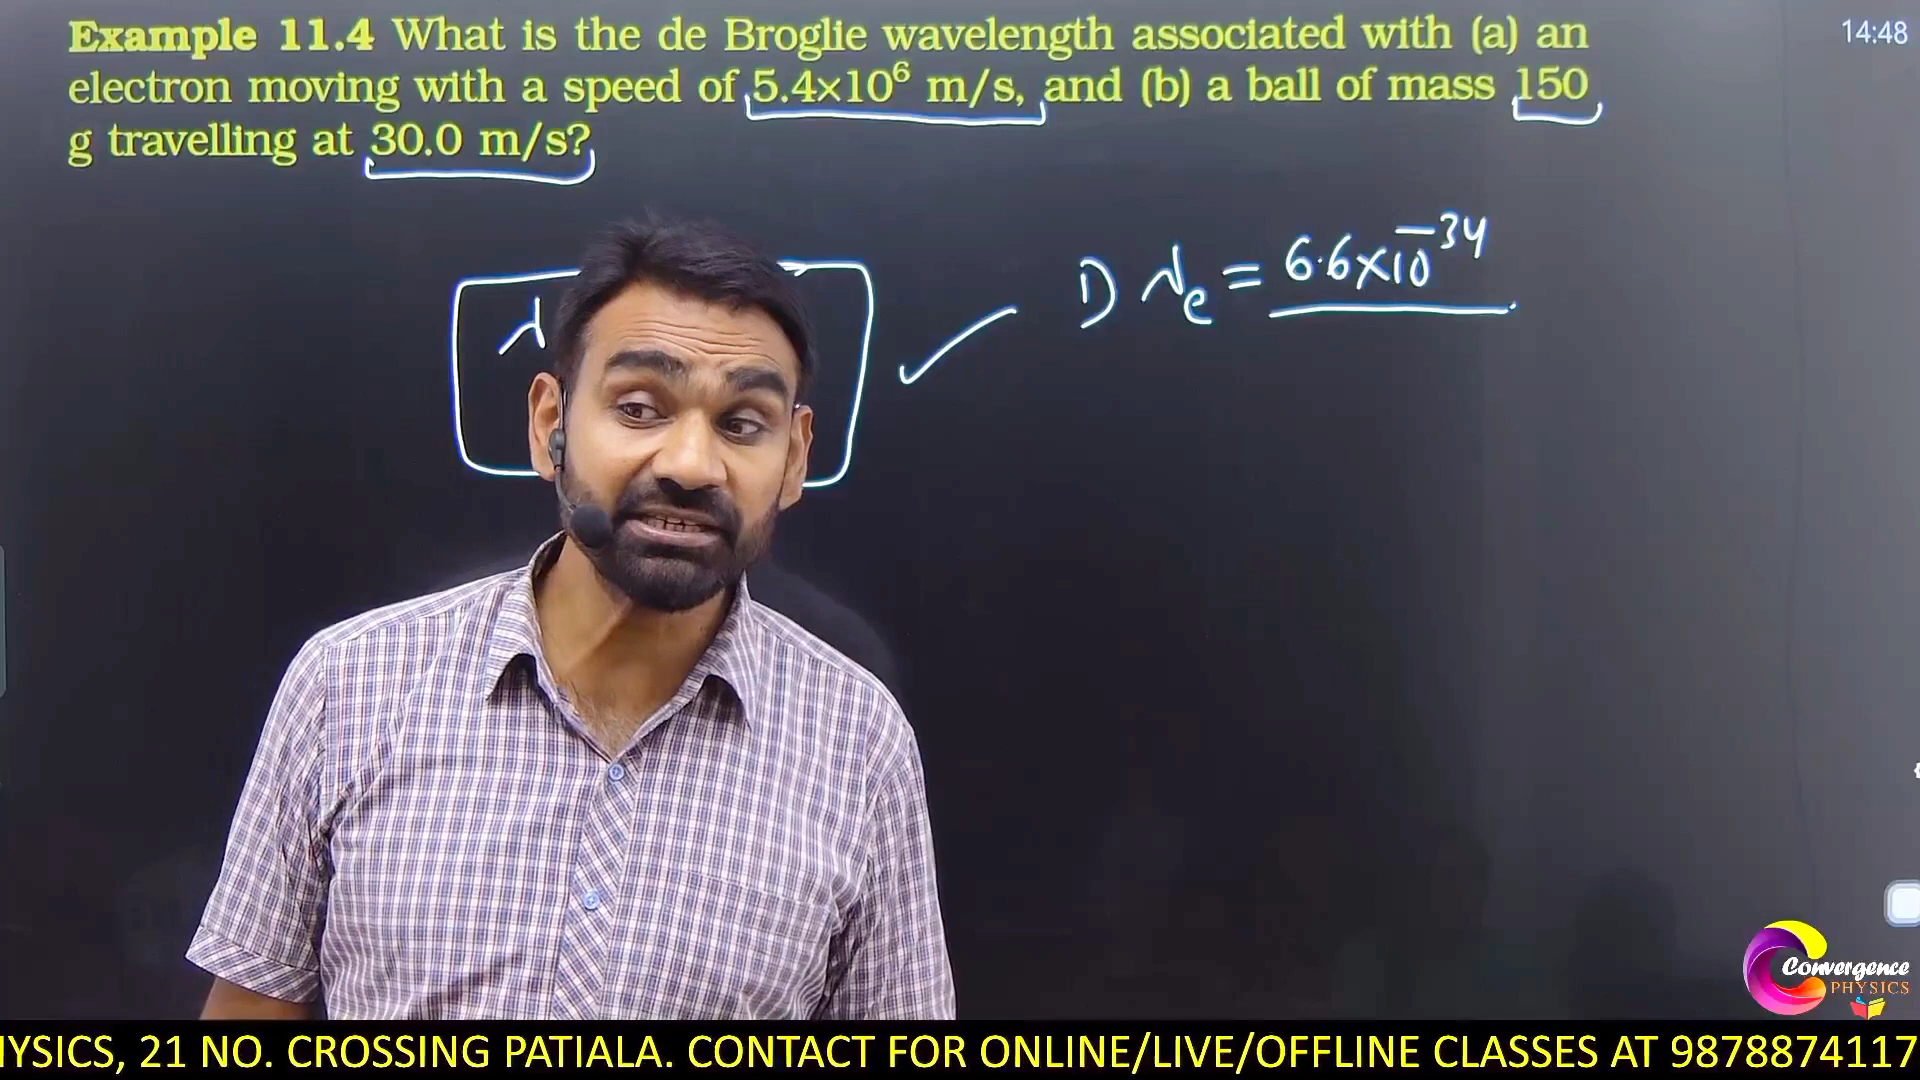 Example 11.4 What is the de Broglie wavelength associated with (a) an
electron moving with a speed of 5.4×10⁶ m/s, and (b) a ball of mass 150
g travelling at 30.0 m/s?
14:48
λ
1) λe = 6.6×10⁻³⁴
Convergence
PHYSICS
YSICS, 21 NO. CROSSING PATIALA. CONTACT FOR ONLINE/LIVE/OFFLINE CLASSES AT 9878874117